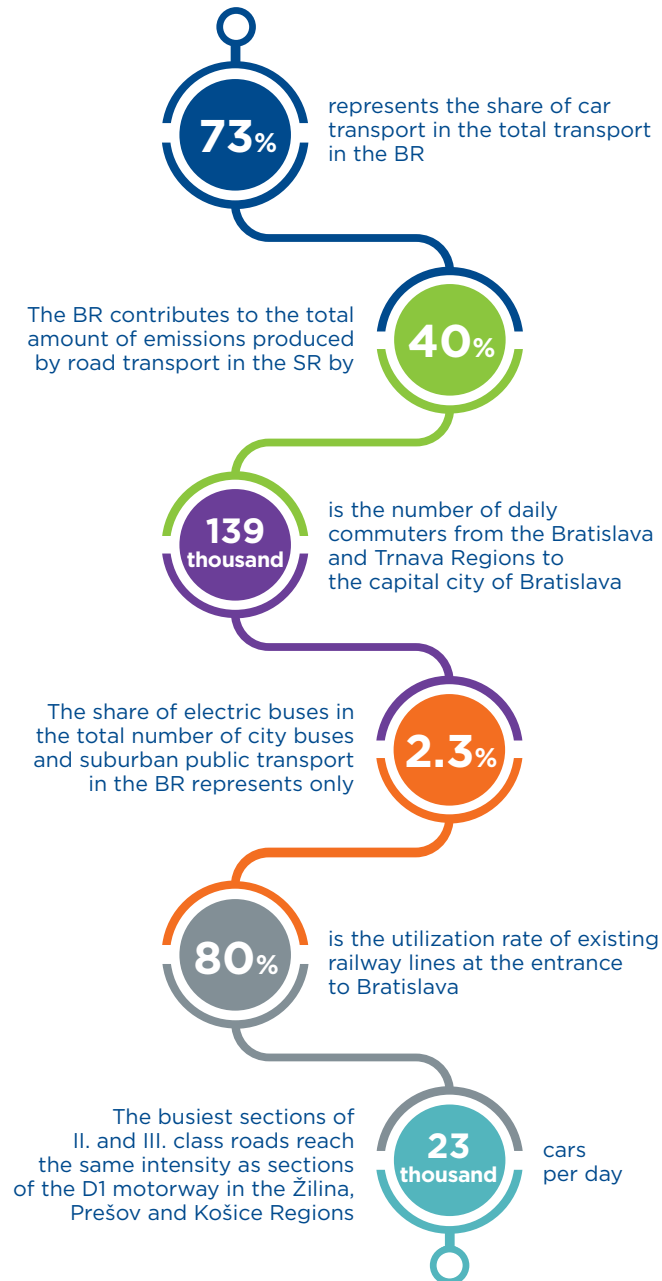 73%
represents the share of car
transport in the total transport
in the BR
The BR contributes to the total
amount of emissions produced
by road transport in the SR by
40%
139
thousand
is the number of daily
commuters from the Bratislava
and Trnava Regions to
the capital city of Bratislava
The share of electric buses in
the total number of city buses
and suburban public transport
in the BR represents only
2.3%
80%
is the utilization rate of existing
railway lines at the entrance
to Bratislava
The busiest sections of
II. and III. class roads reach
the same intensity as sections
of the D1 motorway in the Žilina,
Prešov and Košice Regions
23
thousand
cars
per day